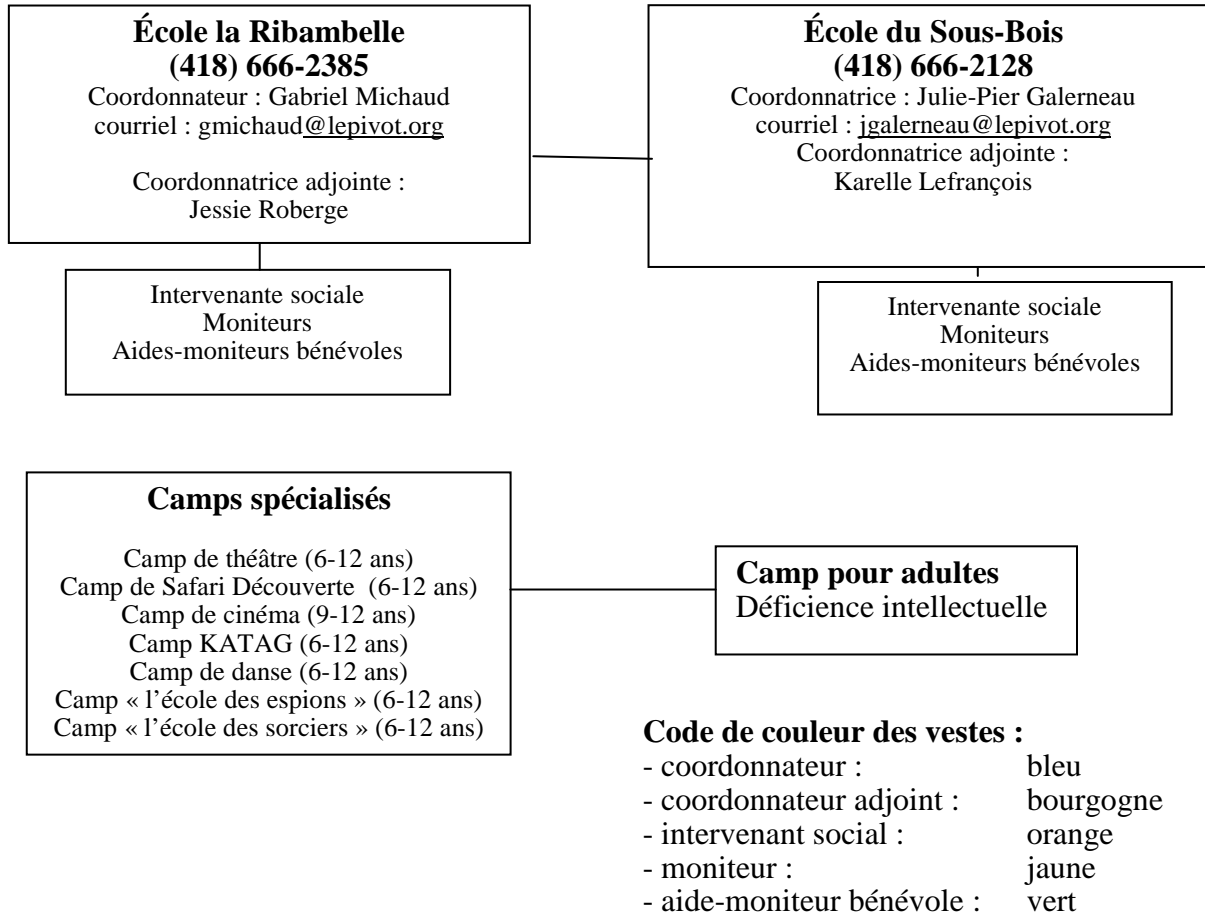 École la Ribambelle
(418) 666-2385
Coordonnateur : Gabriel Michaud
courriel : gmichaud@lepivot.org
Coordonnatrice adjointe :
Jessie Roberge
École du Sous-Bois
(418) 666-2128
Coordonnatrice : Julie-Pier Galerneau
courriel : jgalerneau@lepivot.org
Coordonnatrice adjointe :
Karelle Lefrançois
Intervenante sociale
Moniteurs
Aides-moniteurs bénévoles
Intervenante sociale
Moniteurs
Aides-moniteurs bénévoles
Camps spécialisés
Camp de théâtre (6-12 ans)
Camp de Safari Découverte (6-12 ans)
Camp de cinéma (9-12 ans)
Camp KATAG (6-12 ans)
Camp de danse (6-12 ans)
Camp « l’école des espions » (6-12 ans)
Camp « l’école des sorciers » (6-12 ans)
Camp pour adultes
Déficience intellectuelle
Code de couleur des vestes :
- coordonnateur : bleu
- coordonnateur adjoint : bourgogne
- intervenant social : orange
- moniteur : jaune
- aide-moniteur bénévole : vert